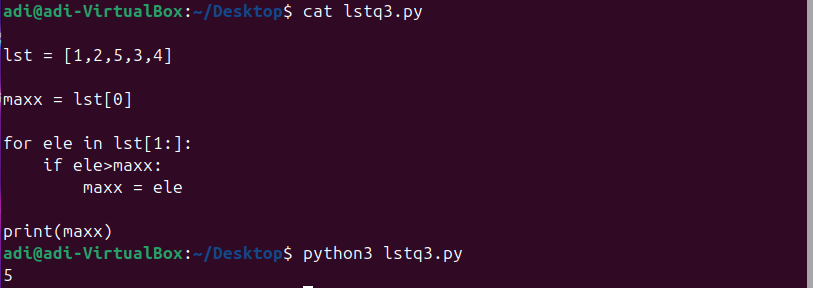 adi@adi-VirtualBox:~/Desktop$ cat lstq3.py
lst = [1,2,5,3,4]
maxx = lst[0]
for ele in lst[1:]:
    if ele>maxx:
        maxx = ele
print(maxx)
adi@adi-VirtualBox:~/Desktop$ python3 lstq3.py
5